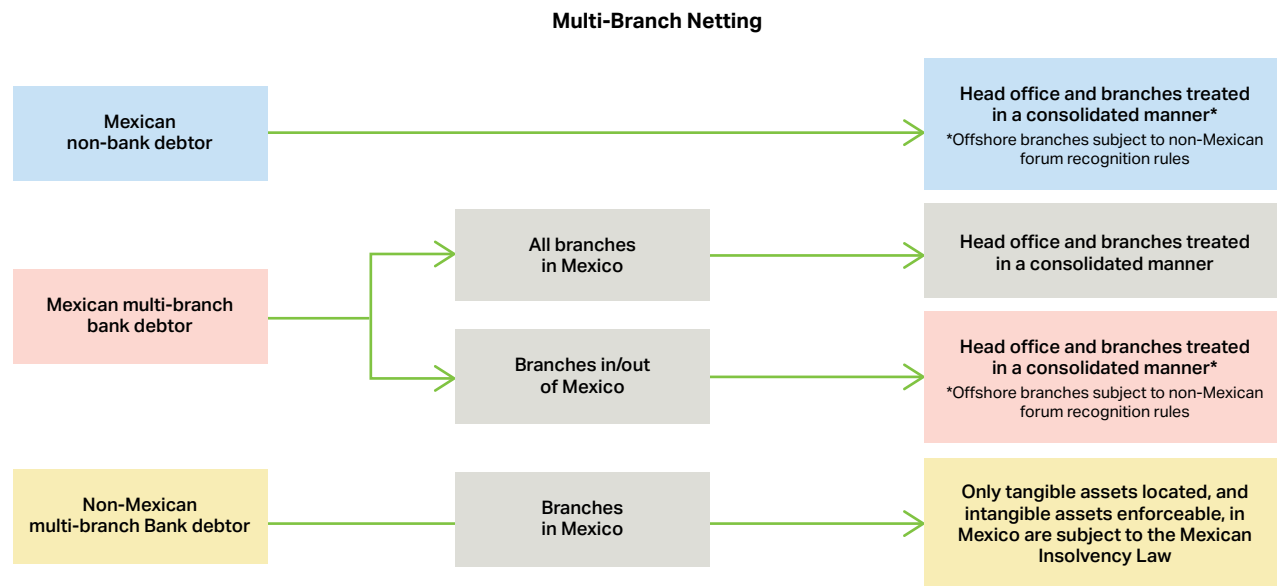 Multi-Branch Netting
Mexican
non-bank debtor
Head office and branches treated
in a consolidated manner*
*Offshore branches subject to non-Mexican
forum recognition rules
Mexican multi-branch
bank debtor
All branches
in Mexico
Head office and branches treated
in a consolidated manner
Branches in/out
of Mexico
Head office and branches treated
in a consolidated manner*
*Offshore branches subject to non-Mexican
forum recognition rules
Non-Mexican
multi-branch Bank debtor
Branches
in Mexico
Only tangible assets located, and
intangible assets enforceable, in
Mexico are subject to the Mexican
Insolvency Law